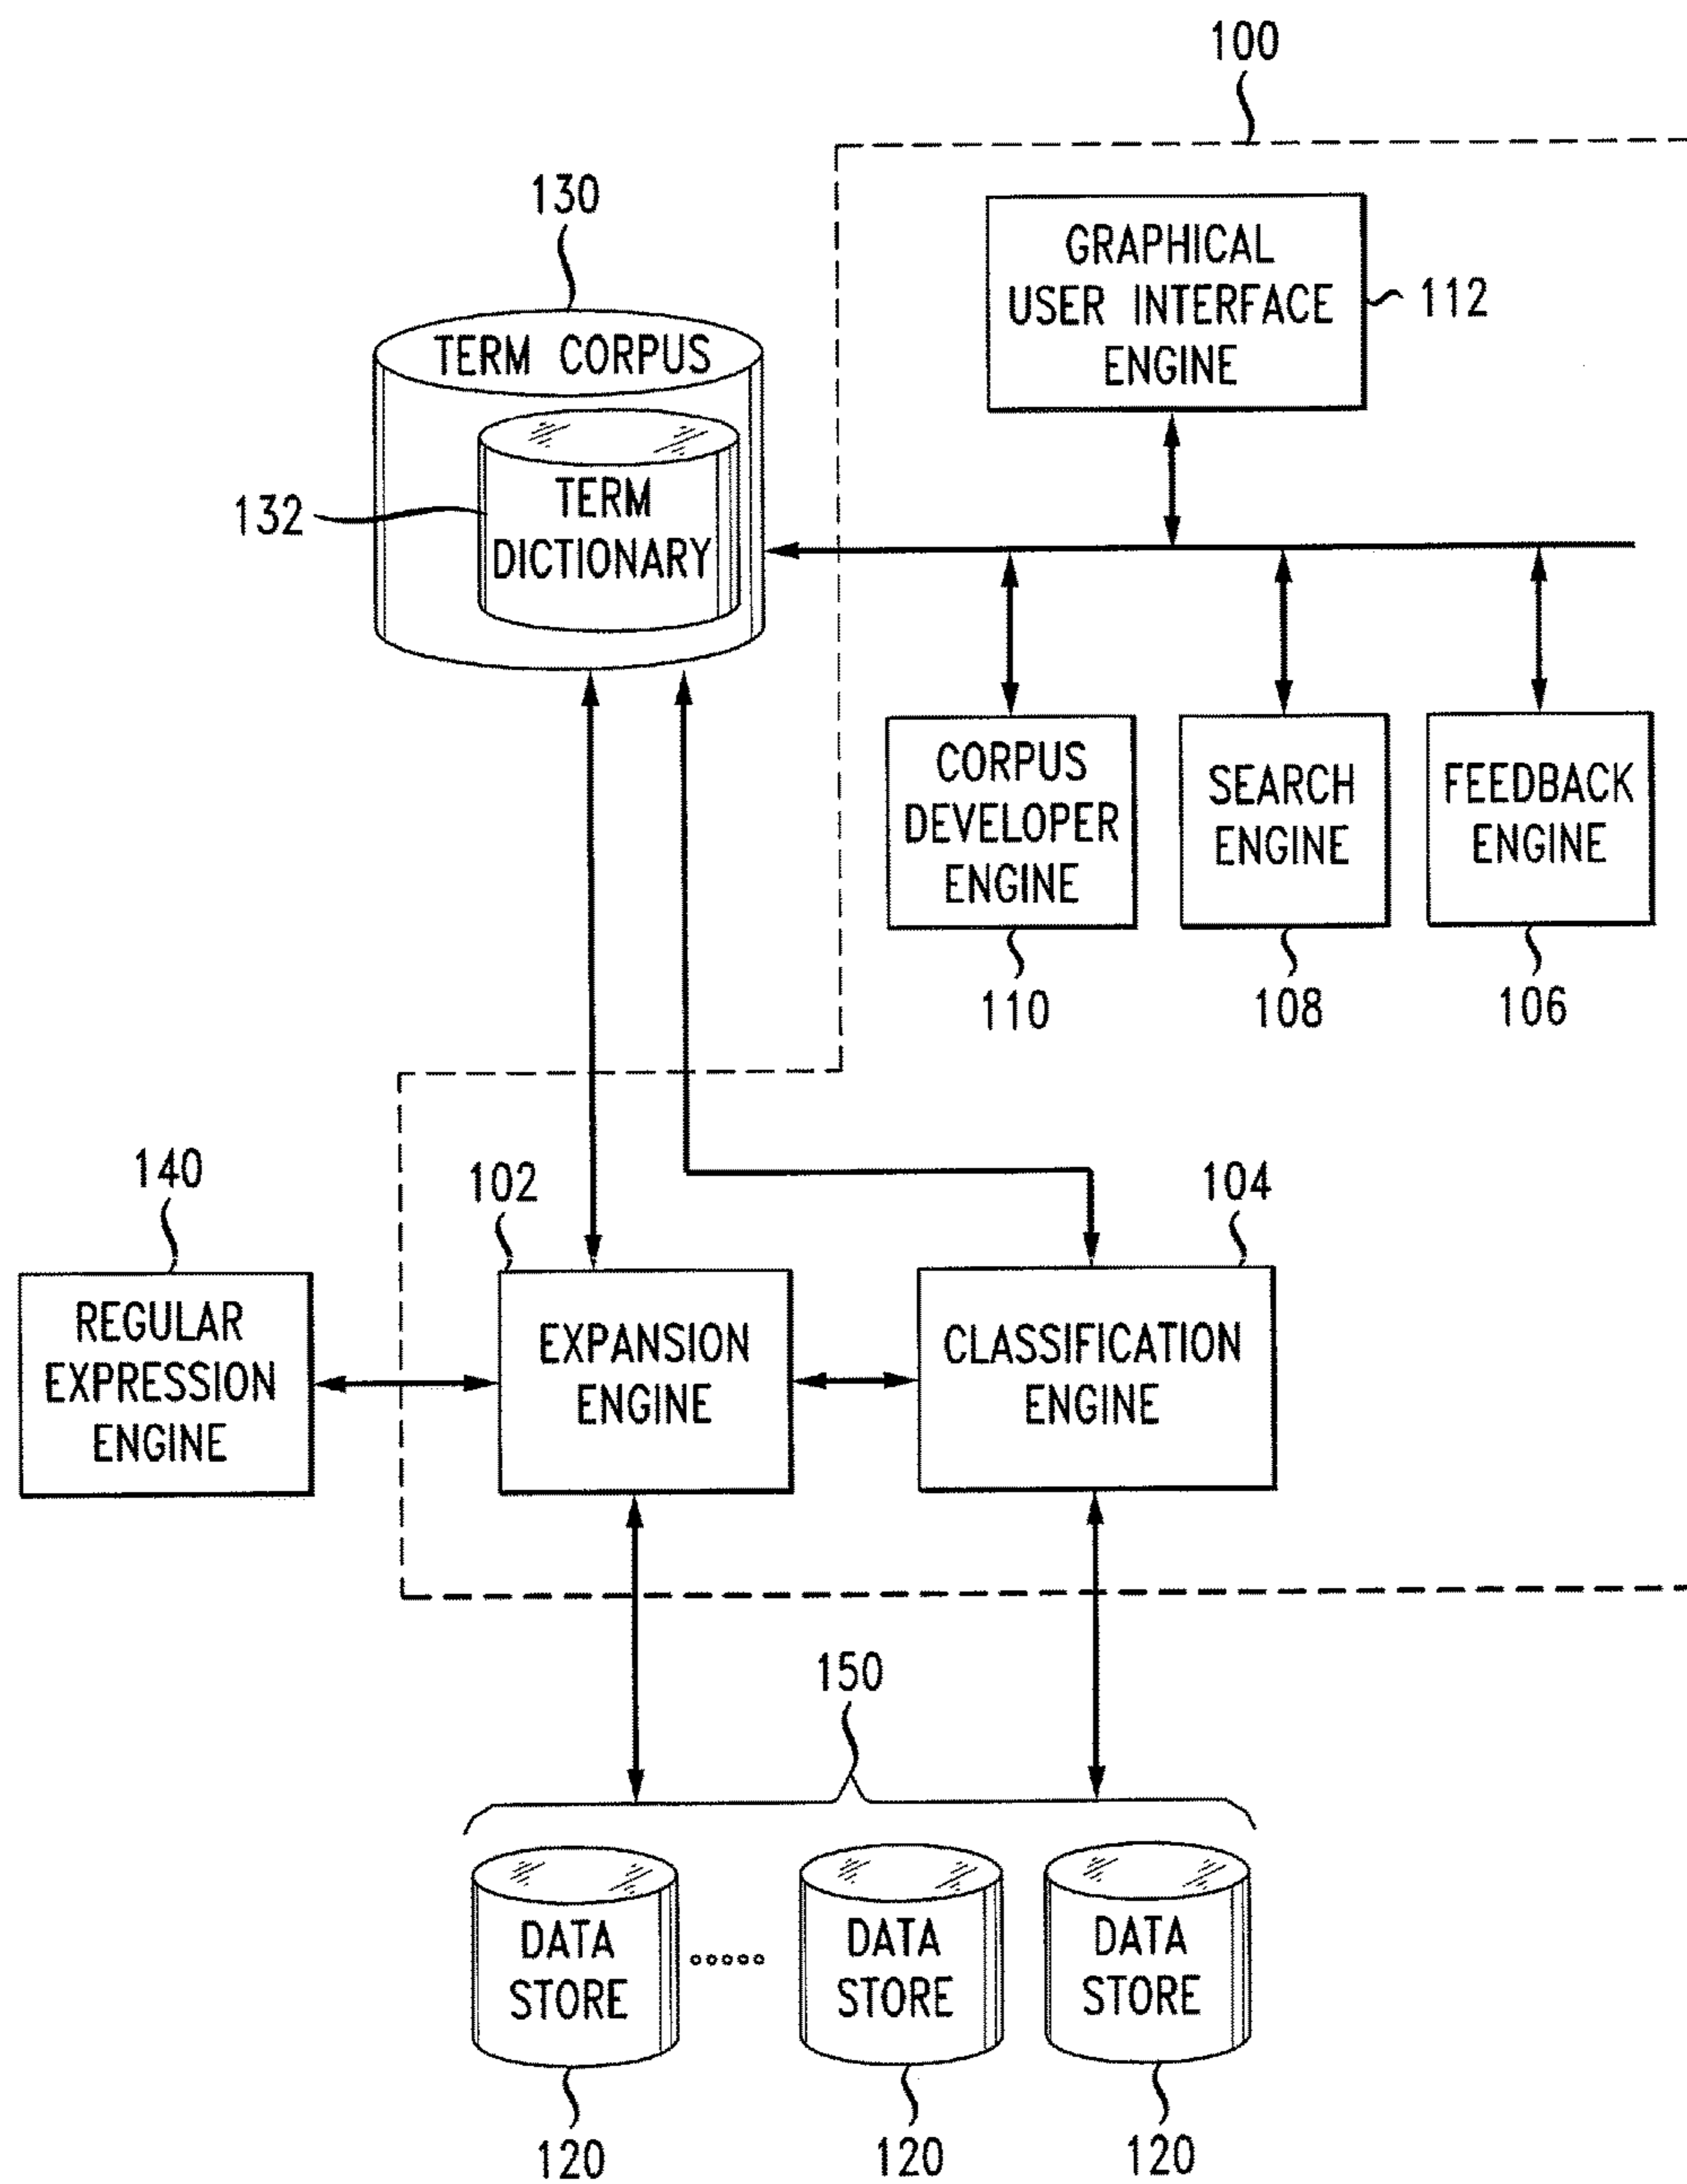 100
130
GRAPHICAL
USER INTERFACE
ENGINE
112
TERM CORPUS
132
TERM
DICTIONARY
CORPUS
DEVELOPER
ENGINE
SEARCH
ENGINE
FEEDBACK
ENGINE
110
108
106
140
102
104
REGULAR
EXPRESSION
ENGINE
EXPANSION
ENGINE
CLASSIFICATION
ENGINE
150
DATA
STORE
DATA
STORE
DATA
STORE
120
120
120